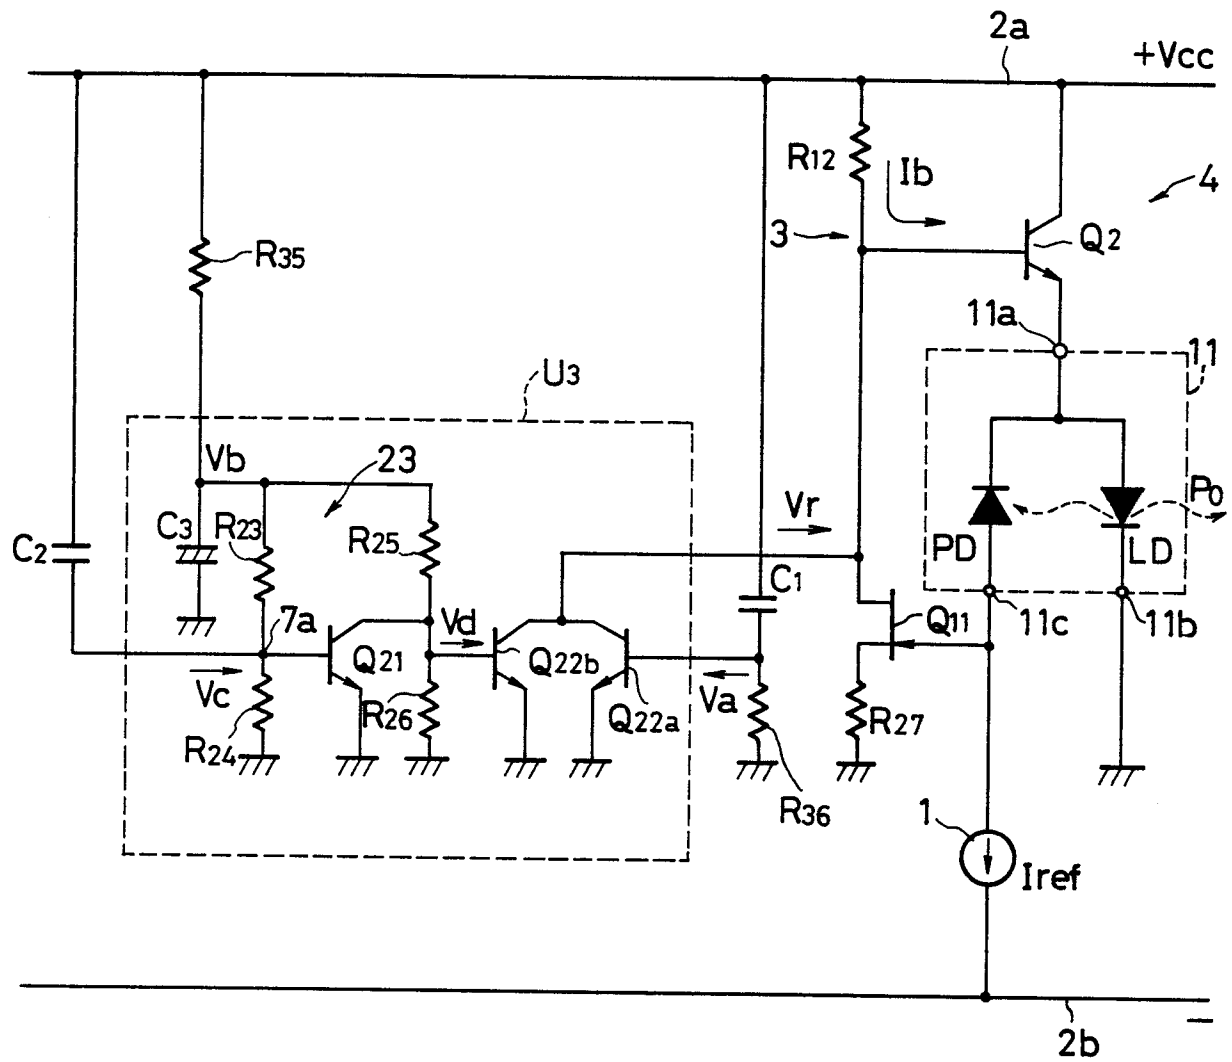 2a
+Vcc
R12
Ib
4
3
Q2
R35
11a
11
U3
Vb
23
Vr
P0
C2
C3
R23
R25
PD
LD
C1
7a
Vd
Q11
11c
11b
Q21
Q22b
Vc
Va
R26
Q22a
R27
R24
R36
1
Iref
2b
−